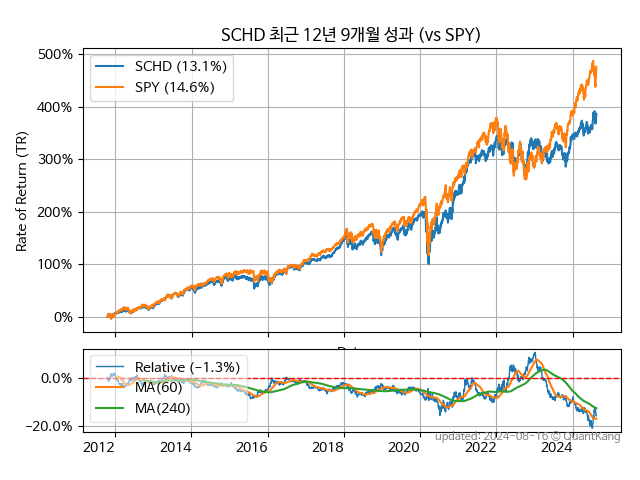 SCHD 최근 12년 9개월 성과 (vs SPY)
500%
400%
300%
200%
100%
0%
Rate of Return (TR)
SCHD (13.1%)
SPY (14.6%)
0.0%
−20.0%
Relative (−1.3%)
MA(60)
MA(240)
2012 2014 2016 2018 2020 2022 2024
updated: 2024-08-16 © QuantKang